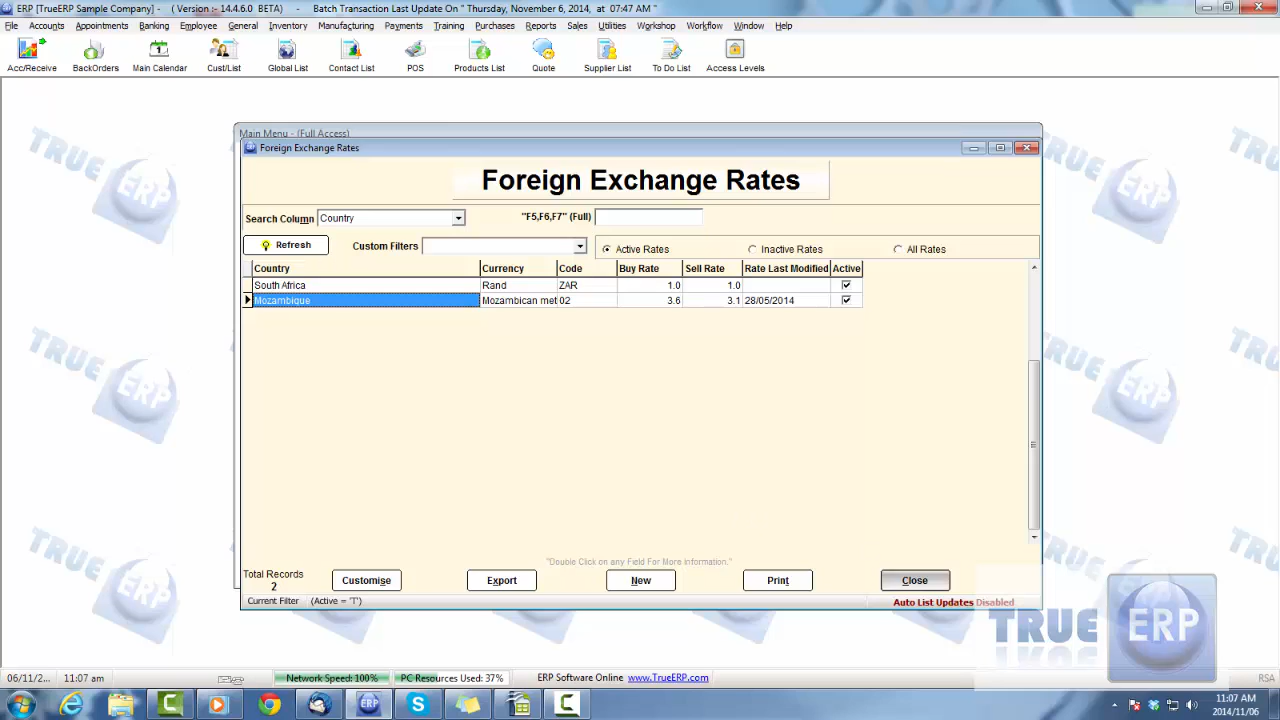 ERP [TrueERP Sample Company] - ( Version :- 14.4.6.0 BETA) - Batch Transaction Last Update On " Thursday, November 6, 2014, at 07:47 AM "
File Accounts Appointments Banking Employee General Inventory Manufacturing Payments Training Purchases Reports Sales Utilities Workshop Workflow Window Help
Acc/Receive BackOrders Main Calendar Cust/List Global List Contact List POS Products List Quote Supplier List To Do List Access Levels
Main Menu - (Full Access)
Foreign Exchange Rates
Foreign Exchange Rates
Search Column Country "F5,F6,F7" (Full)
Refresh Custom Filters Active Rates Inactive Rates All Rates
Country Currency Code Buy Rate Sell Rate Rate Last Modified Active
South Africa Rand ZAR 1.0 1.0
Mozambique Mozambican met 02 3.6 3.1 28/05/2014
"Double Click on any Field For More Information."
Total Records
2
Customise Export New Print Close
Current Filter (Active = 'T') Auto List Updates Disabled
TRUE ERP
06/11/2... 11:07 am Network Speed: 100% PC Resources Used: 37% ERP Software Online www.TrueERP.com RSA
11:07 AM
2014/11/06